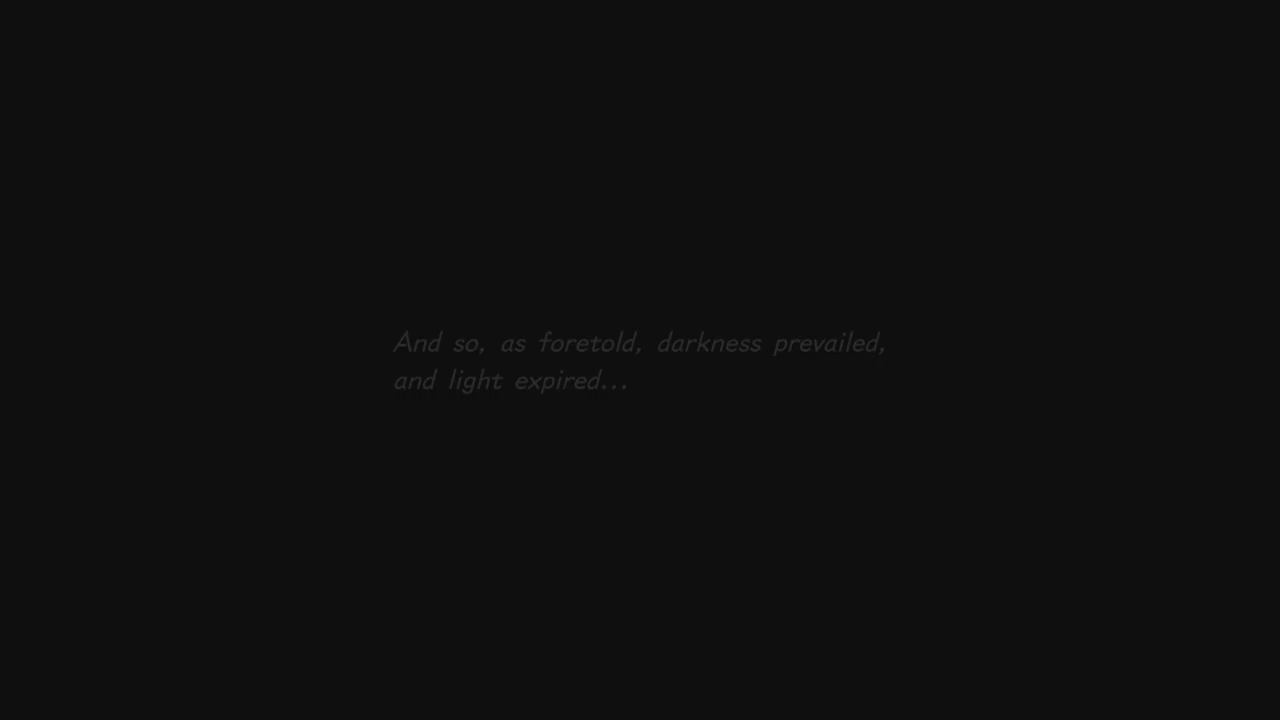 And so, as foretold, darkness prevailed,
and light expired...